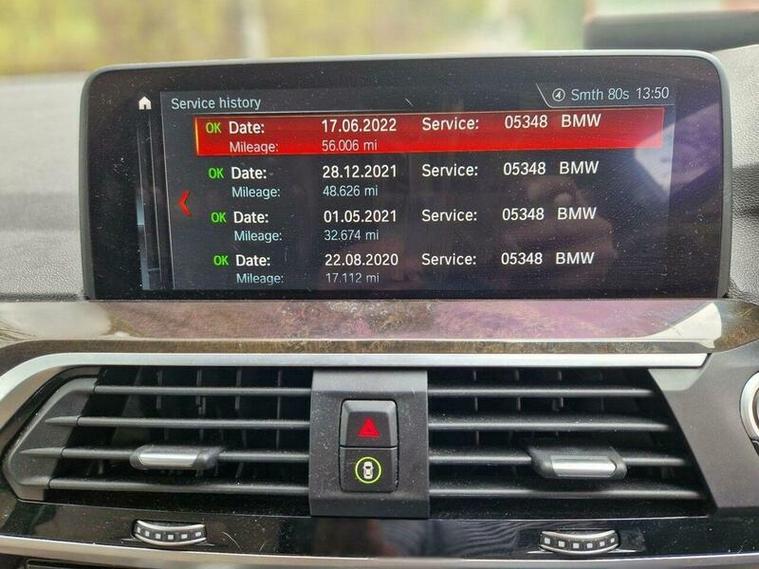 Service history Smth 80s 13:50
OK Date: 17.06.2022 Service: 05348 BMW
Mileage: 56.006 mi
OK Date: 28.12.2021 Service: 05348 BMW
Mileage: 48.626 mi
OK Date: 01.05.2021 Service: 05348 BMW
Mileage: 32.674 mi
OK Date: 22.08.2020 Service: 05348 BMW
Mileage: 17.112 mi